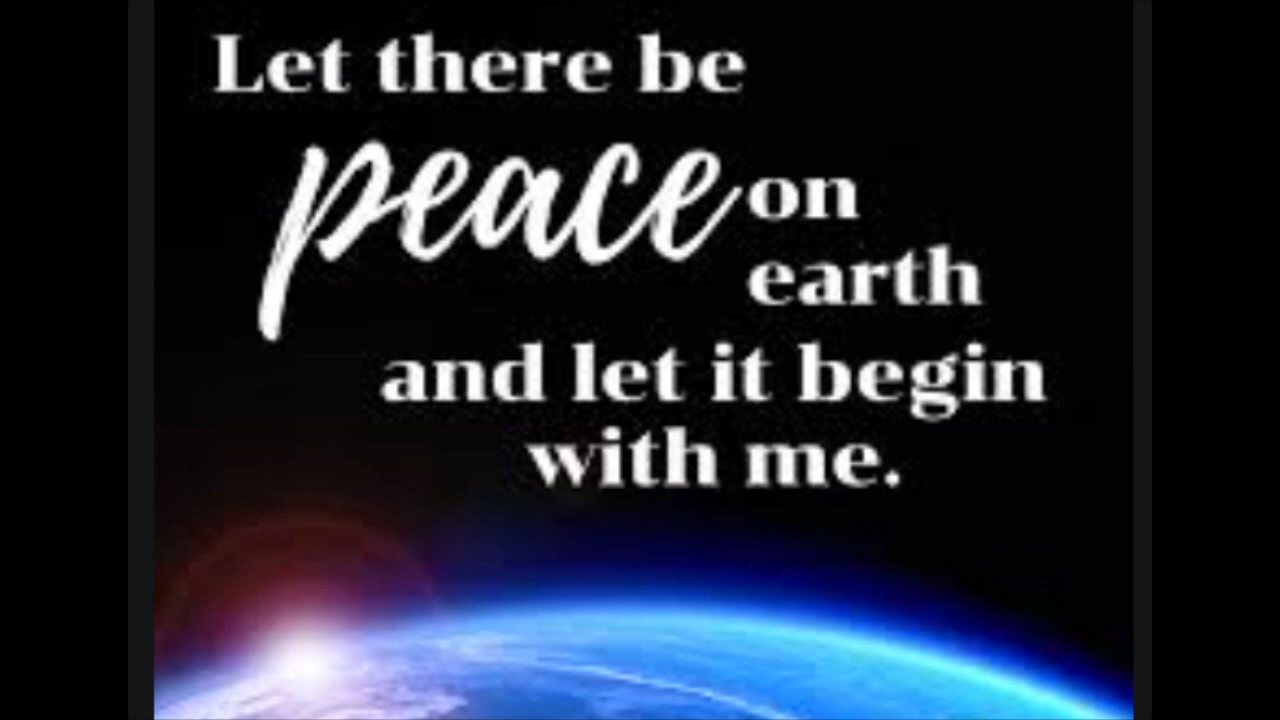 Let there be
peace on
earth
and let it begin
with me.